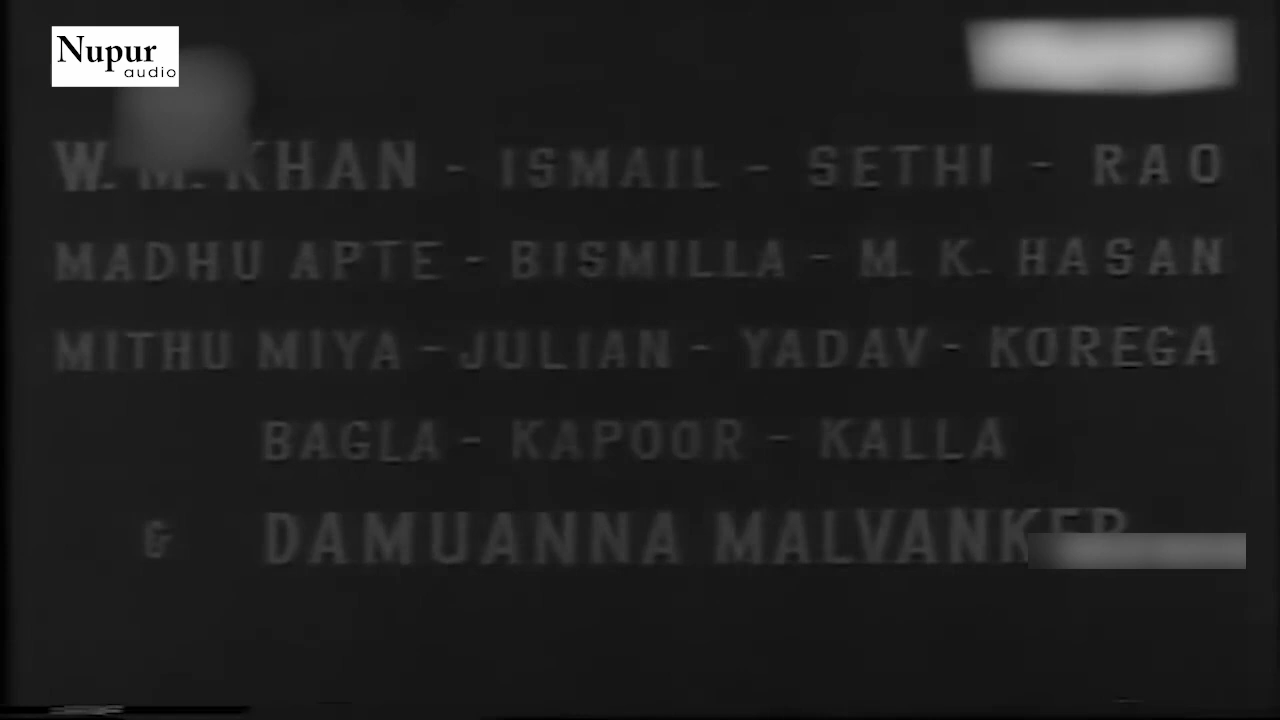 Nupur
audio
W. M. KHAN - ISMAIL - SETHI - RAO
MADHU APTE - BISMILLA - M. K. HASAN
MITHU MIYA - JULIAN - YADAV - KOREGA
BAGLA - KAPOOR - KALLA
& DAMUANNA MALVANKER